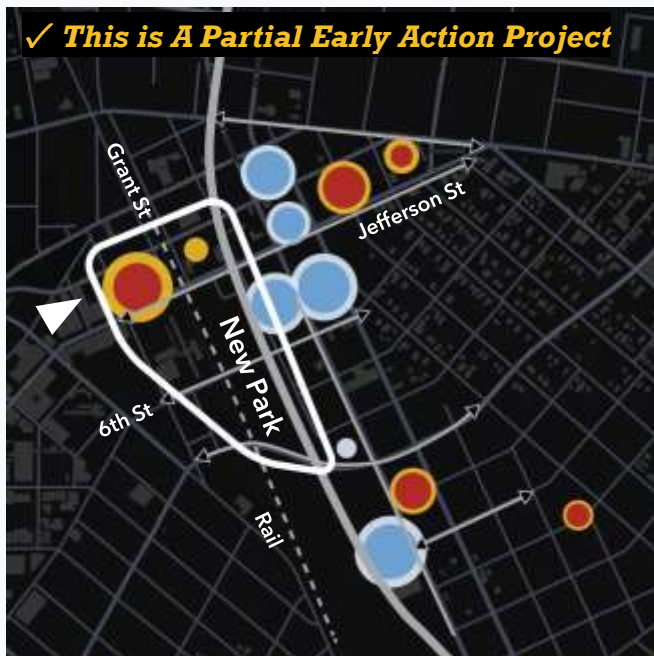 ✓ This is A Partial Early Action Project
Grant St
Jefferson St
New Park
6th St
Rail